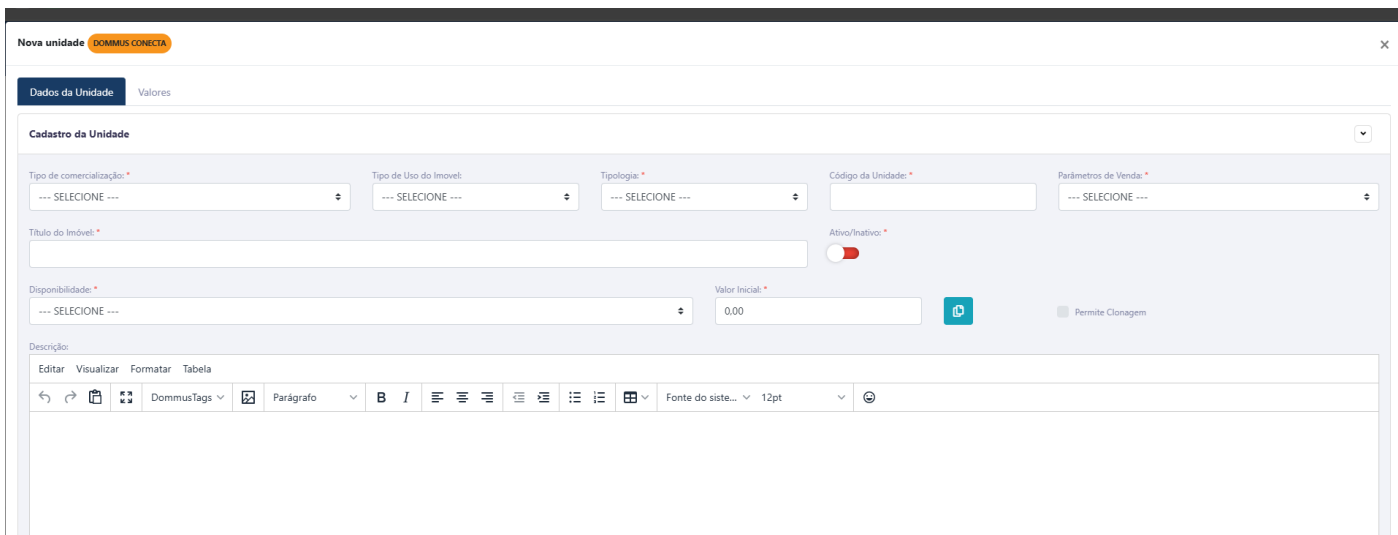 Nova unidade DOMMUS CONECTA ×
Dados da Unidade Valores
Cadastro da Unidade
Tipo de comercialização: * Tipo de Uso do Imovel: Tipologia: * Código da Unidade: * Parâmetros de Venda: *
--- SELECIONE --- --- SELECIONE --- --- SELECIONE --- --- SELECIONE ---
Título do Imóvel: * Ativo/Inativo: *
Disponibilidade: * Valor Inicial: *
--- SELECIONE --- 0,00 Permite Clonagem
Descrição:
Editar Visualizar Formatar Tabela
DommusTags Parágrafo B I Fonte do siste... 12pt